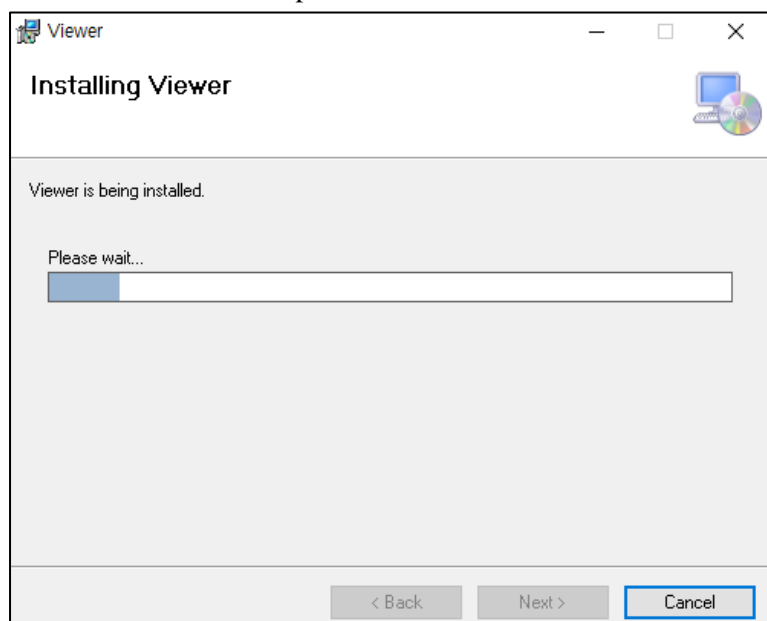 Viewer
Installing Viewer
Viewer is being installed.
Please wait...
< Back Next > Cancel